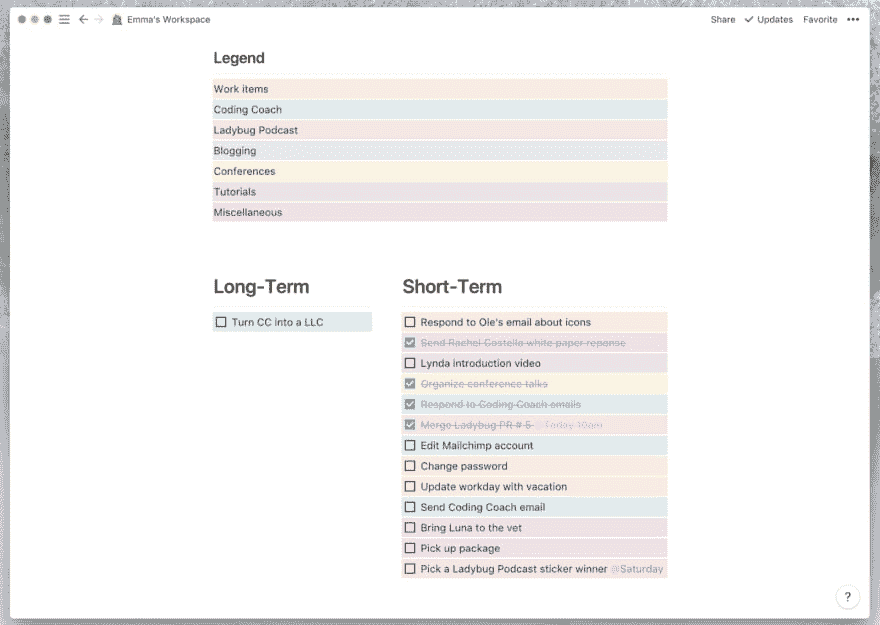 Emma's Workspace
Share
Updates
Favorite
Legend
Work items
Coding Coach
Ladybug Podcast
Blogging
Conferences
Tutorials
Miscellaneous
Long-Term
Turn CC into a LLC
Short-Term
Respond to Ole's email about icons
Send Rachel Costello white paper reponse
Lynda introduction video
Organize conference talks
Respond to Coding Coach emails
Merge Ladybug PR # 5 @Today 10am
Edit Mailchimp account
Change password
Update workday with vacation
Send Coding Coach email
Bring Luna to the vet
Pick up package
Pick a Ladybug Podcast sticker winner @Saturday
?